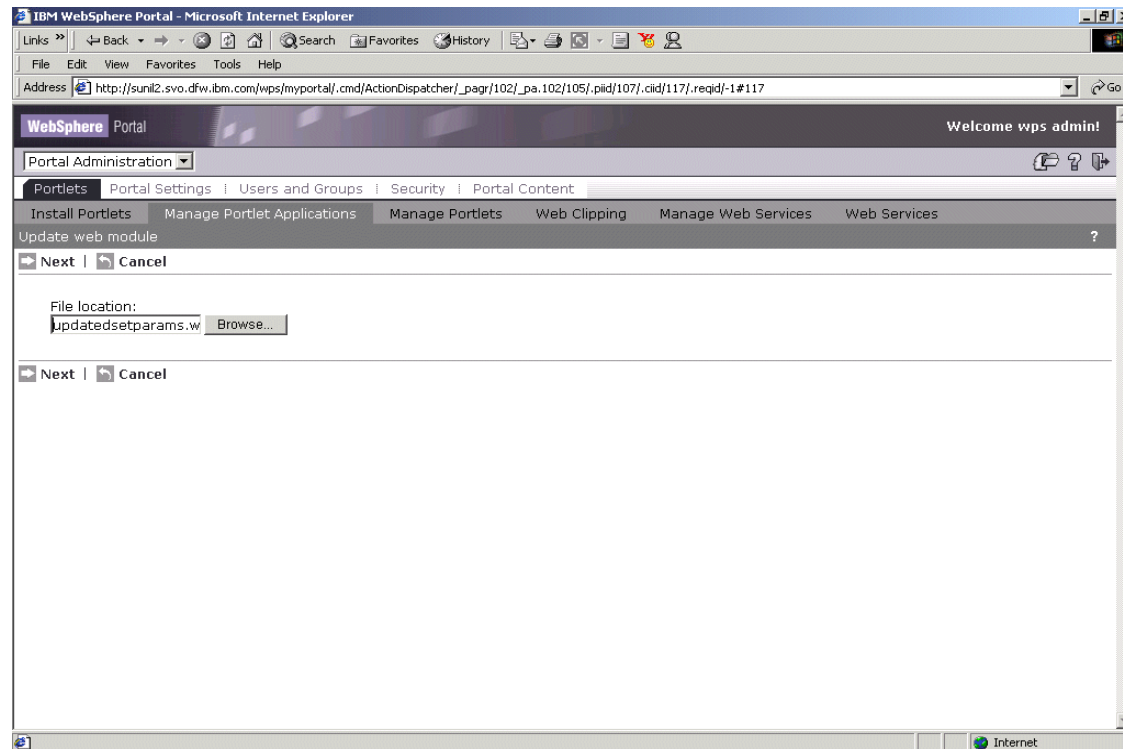 IBM WebSphere Portal - Microsoft Internet Explorer
Links » Back Search Favorites History
File Edit View Favorites Tools Help
Address http://sunil2.svo.dfw.ibm.com/wps/myportal/.cmd/ActionDispatcher/_pagr/102/_pa.102/105/.piid/107/.ciid/117/.reqid/-1#117 Go
WebSphere Portal Welcome wps admin!
Portal Administration ?
Portlets Portal Settings | Users and Groups | Security | Portal Content
Install Portlets Manage Portlet Applications Manage Portlets Web Clipping Manage Web Services Web Services
Update web module ?
Next | Cancel
File location:
updatedsetparams.w Browse...
Next | Cancel
Internet